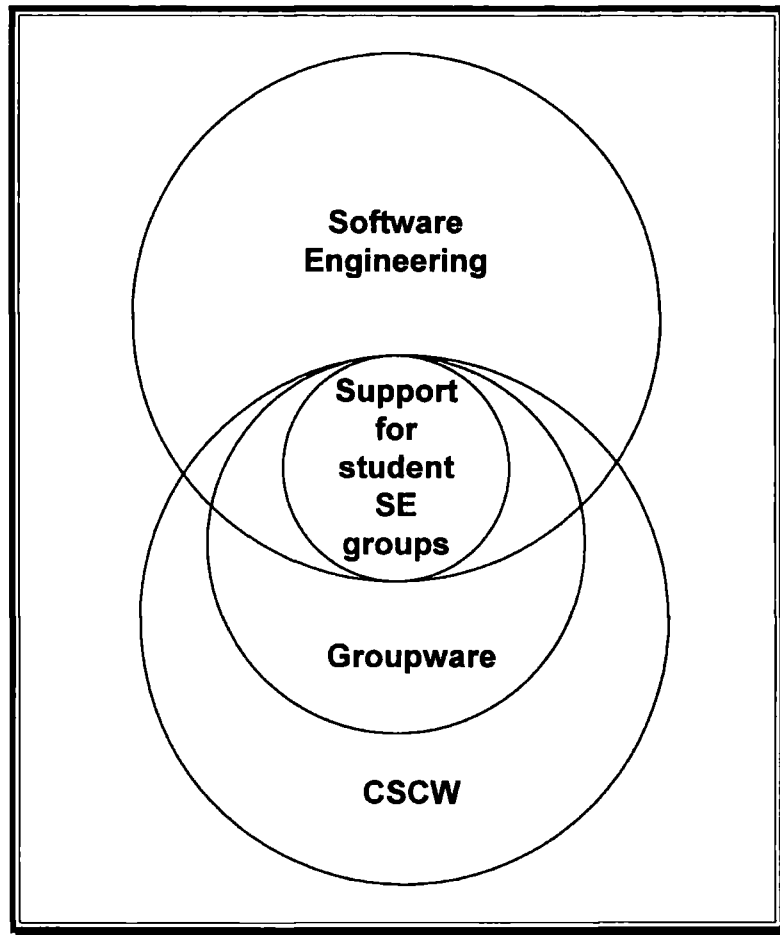 Software
Engineering
Support
for
student
SE
groups
Groupware
CSCW